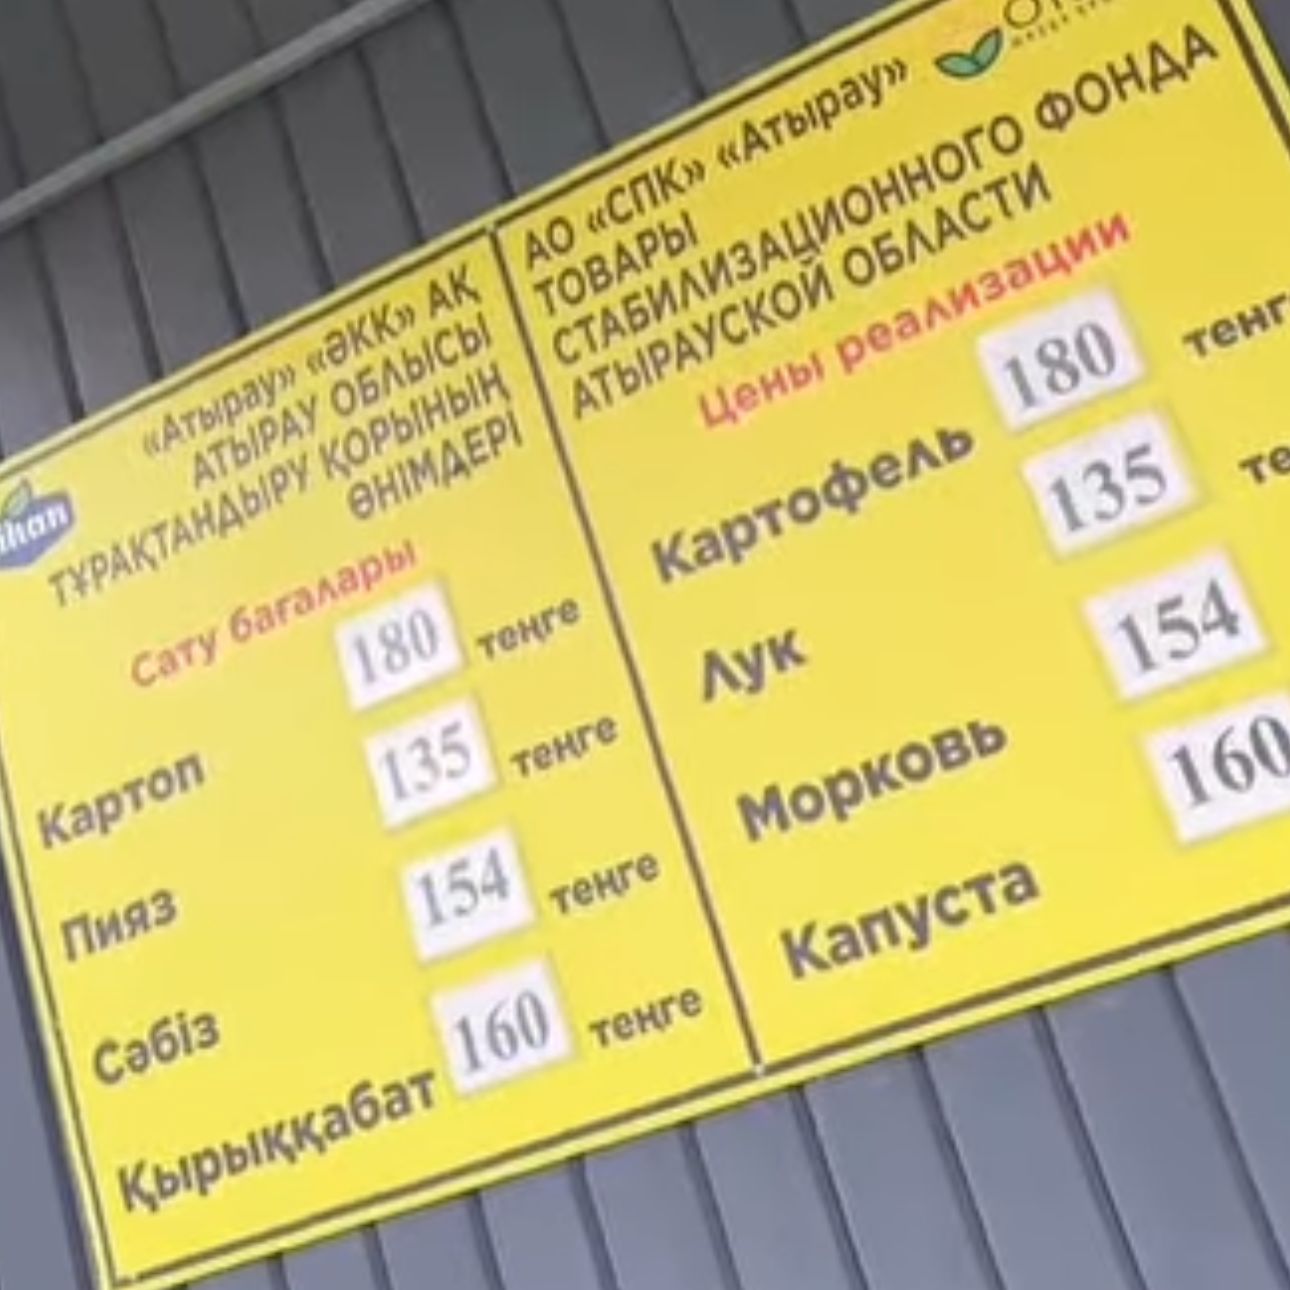 «Атырау» «ӘКК» АҚ
АТЫРАУ ОБЛЫСЫ
ТҰРАҚТАНДЫРУ ҚОРЫНЫҢ
ӨНІМДЕРІ
Сату бағалары
Картоп 180 теңге
Пияз 135 теңге
Сәбіз 154 теңге
Қырыққабат 160 теңге
АО «СПК» «Атырау»
ТОВАРЫ
СТАБИЛИЗАЦИОННОГО ФОНДА
АТЫРАУСКОЙ ОБЛАСТИ
Цены реализации
Картофель 180
Лук 135
Морковь 154
Капуста 160